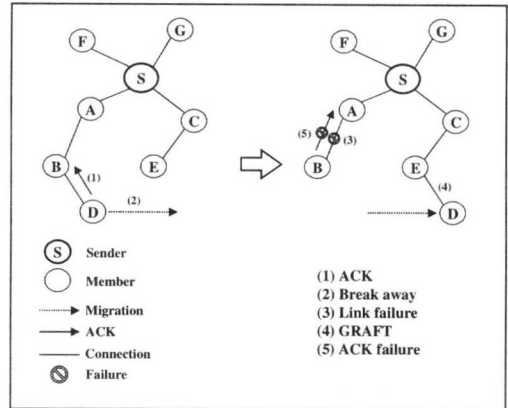 F
G
S
A
C
B
E
(1)
(2)
D
F
G
S
A
C
(5)
(3)
B
E
(4)
D
S Sender
Member
Migration
ACK
Connection
Failure
(1) ACK
(2) Break away
(3) Link failure
(4) GRAFT
(5) ACK failure